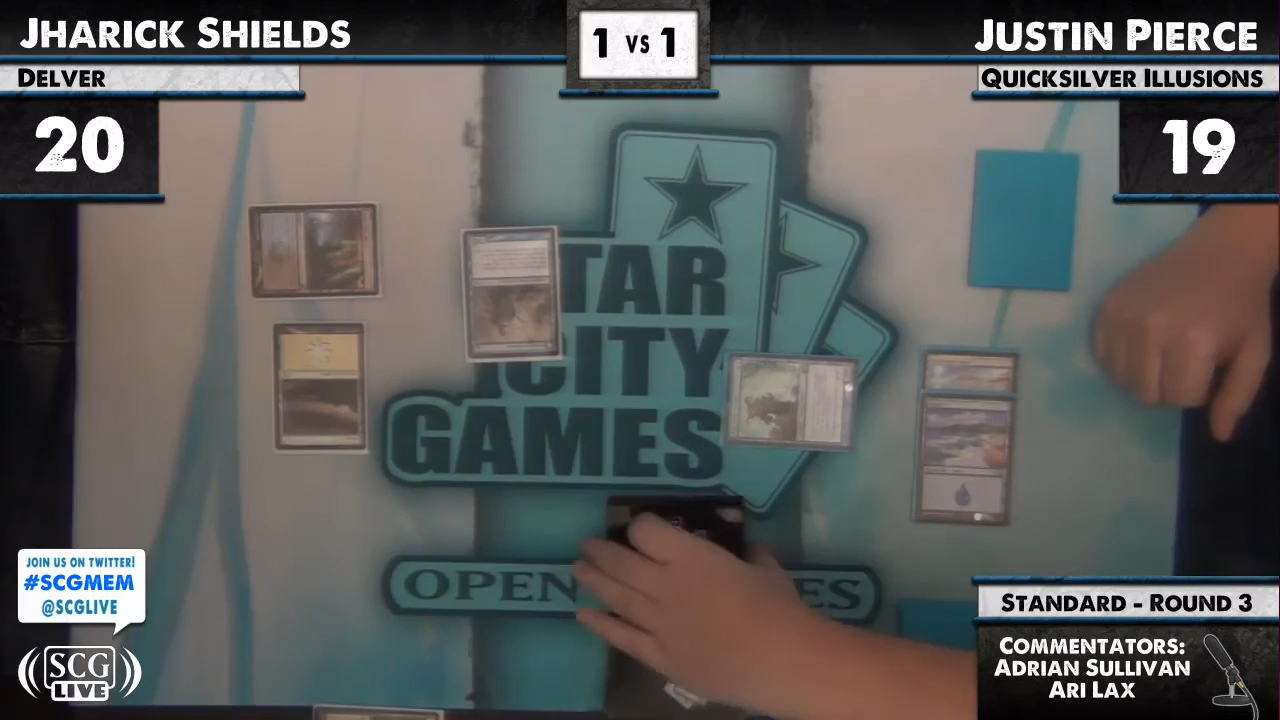 JHARICK SHIELDS
1 VS 1
JUSTIN PIERCE
DELVER
QUICKSILVER ILLUSIONS
20
19
TAR
CITY
GAMES
OPEN
ES
JOIN US ON TWITTER!
#SCGMEM
@SCGLIVE
SCG
LIVE
STANDARD - ROUND 3
COMMENTATORS:
ADRIAN SULLIVAN
ARI LAX